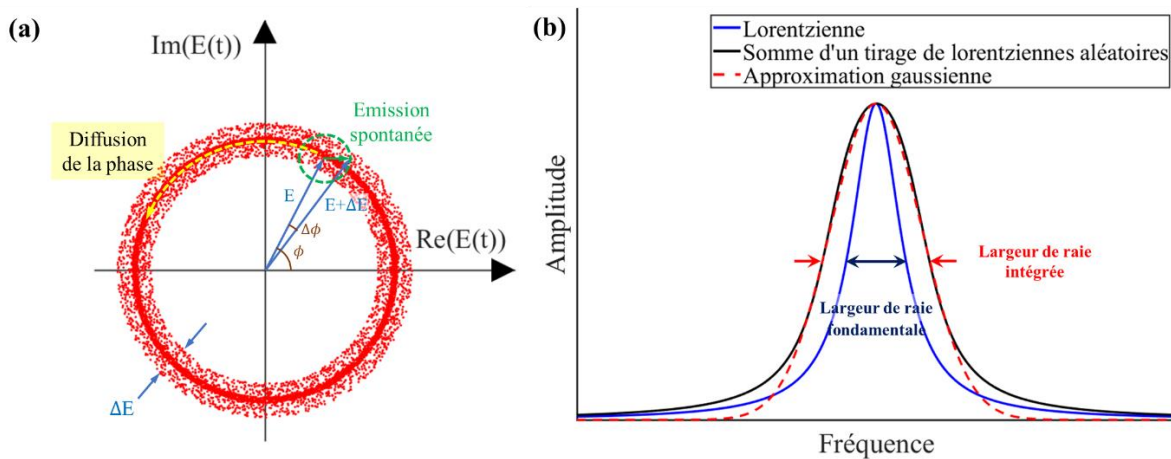 (a)
Im(E(t))
Emission
spontanée
Diffusion
de la phase
E
E+ΔE
Δϕ
ϕ
Re(E(t))
ΔE
(b)
Lorentzienne
Somme d'un tirage de lorentziennes aléatoires
Approximation gaussienne
Amplitude
Largeur de raie
intégrée
Largeur de raie
fondamentale
Fréquence